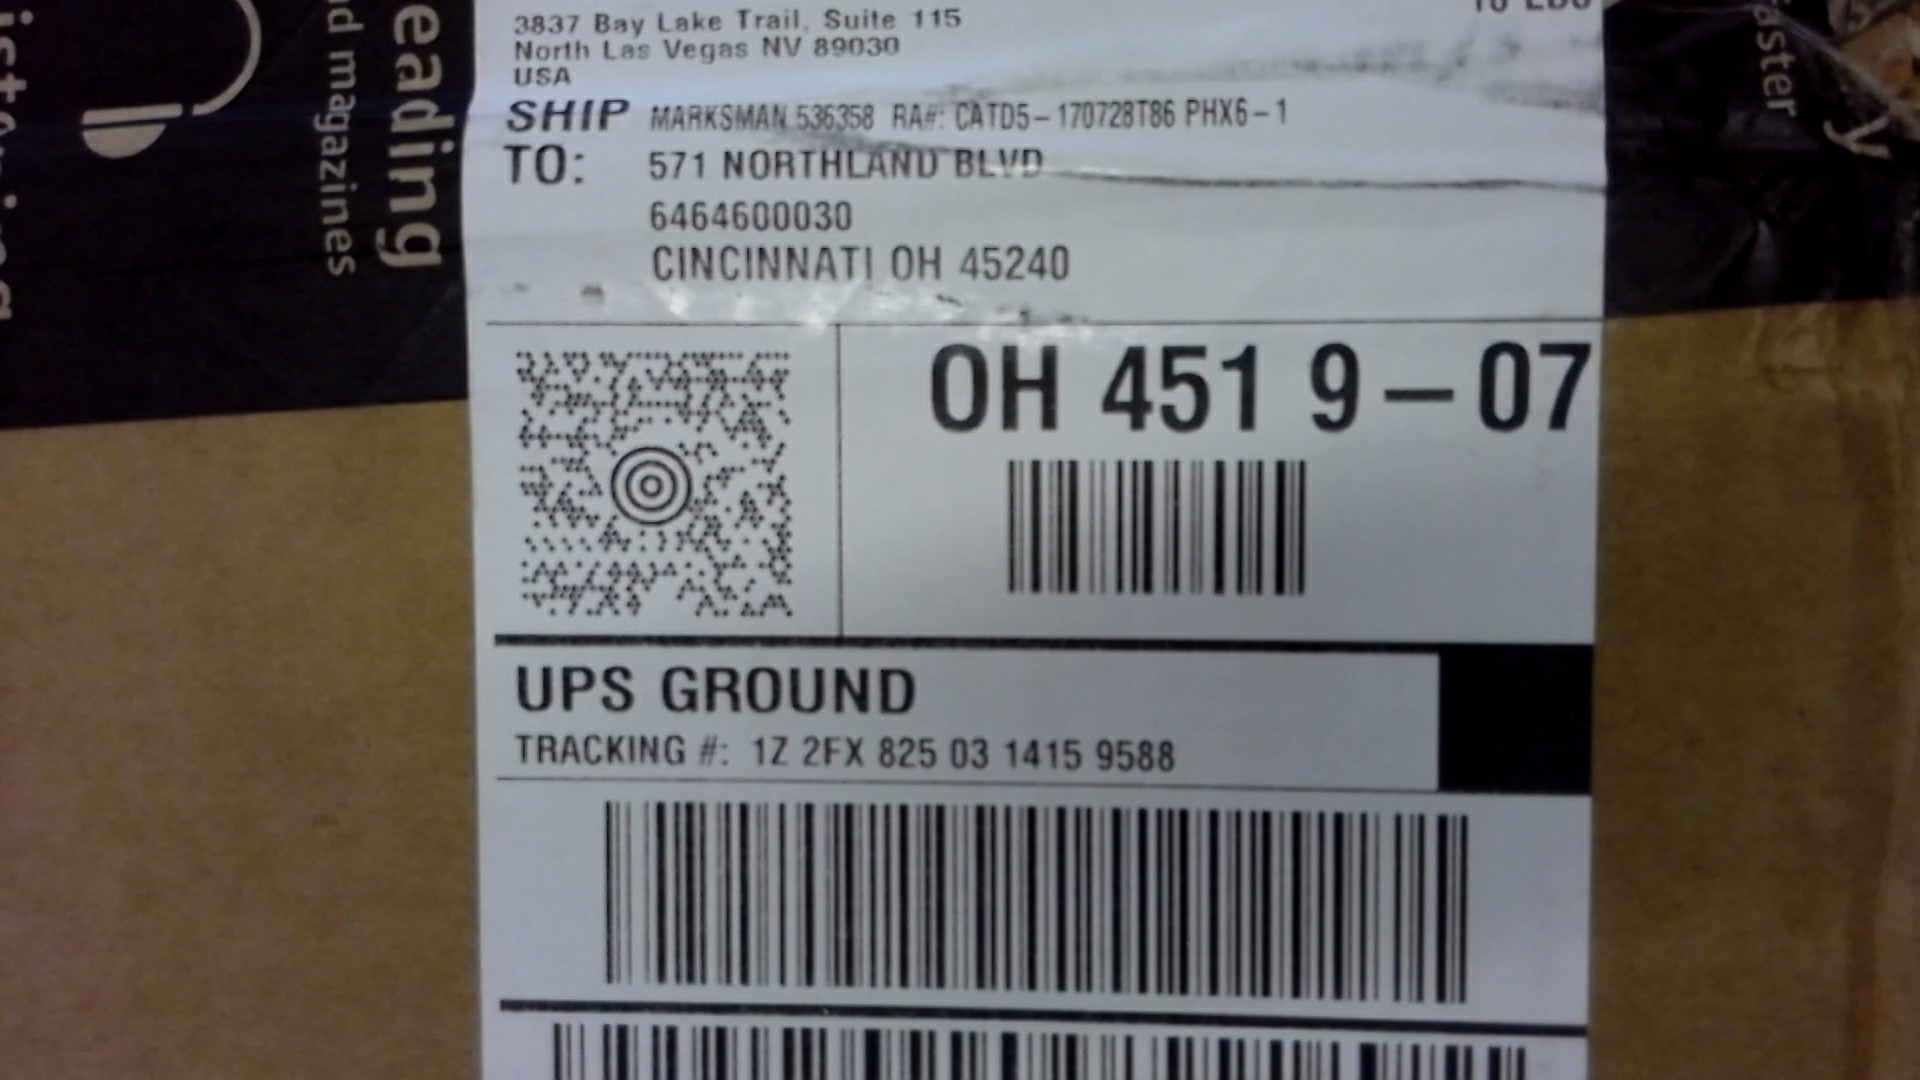 3837 Bay Lake Trail, Suite 115
North Las Vegas NV 89030
USA
SHIP TO: MARKSMAN 536358 RA#: CATD5-170728T86 PHX6-1
571 NORTHLAND BLVD
6464600030
CINCINNATI OH 45240
OH 451 9-07
UPS GROUND
TRACKING #: 1Z 2FX 825 03 1415 9588
eading
d magazines
aster